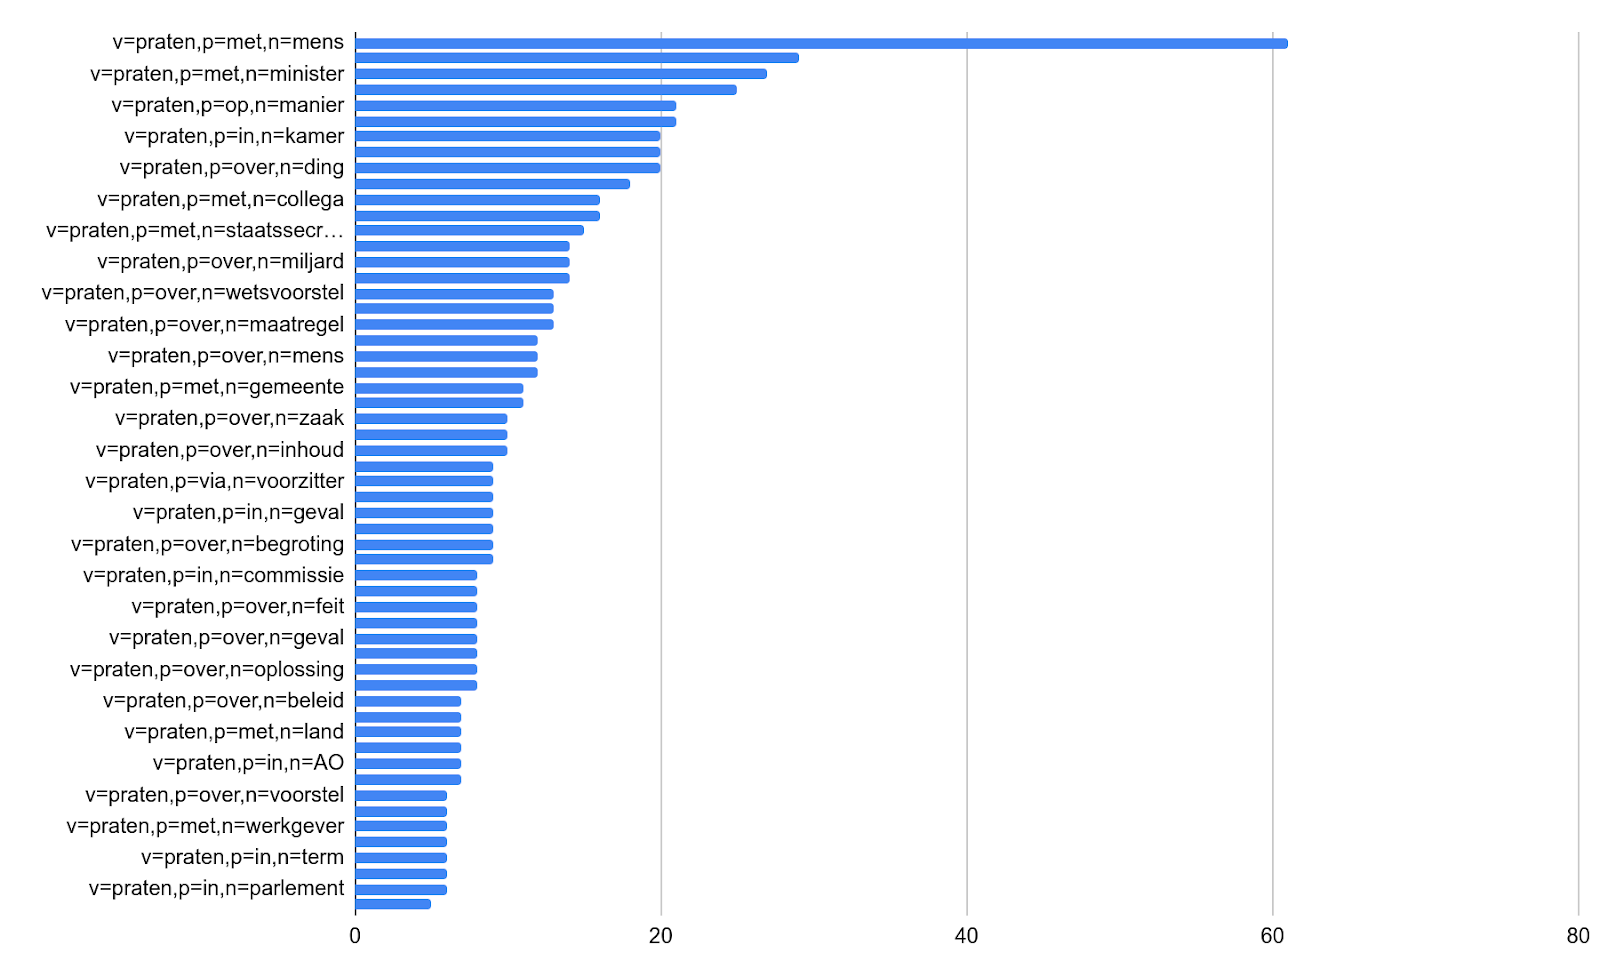 v=praten,p=met,n=mens
v=praten,p=met,n=minister
v=praten,p=op,n=manier
v=praten,p=in,n=kamer
v=praten,p=over,n=ding
v=praten,p=met,n=collega
v=praten,p=met,n=staatssecr…
v=praten,p=over,n=miljard
v=praten,p=over,n=wetsvoorstel
v=praten,p=over,n=maatregel
v=praten,p=over,n=mens
v=praten,p=met,n=gemeente
v=praten,p=over,n=zaak
v=praten,p=over,n=inhoud
v=praten,p=via,n=voorzitter
v=praten,p=in,n=geval
v=praten,p=over,n=begroting
v=praten,p=in,n=commissie
v=praten,p=over,n=feit
v=praten,p=over,n=geval
v=praten,p=over,n=oplossing
v=praten,p=over,n=beleid
v=praten,p=met,n=land
v=praten,p=in,n=AO
v=praten,p=over,n=voorstel
v=praten,p=met,n=werkgever
v=praten,p=in,n=term
v=praten,p=in,n=parlement
0 20 40 60 80